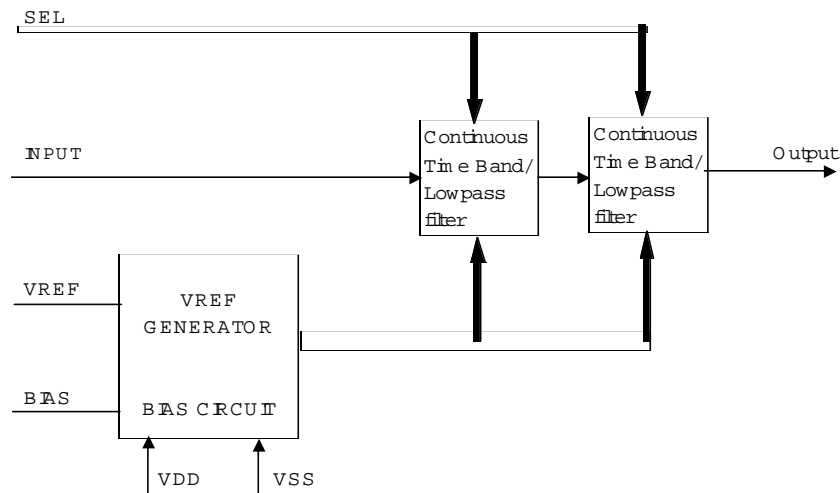 SEL
INPUT
Continuous
Time Band/
Lowpass
filter
Continuous
Time Band/
Lowpass
filter
Output
VREF
VREF
GENERATOR
BIAS
BIAS CIRCUIT
VDD
VSS